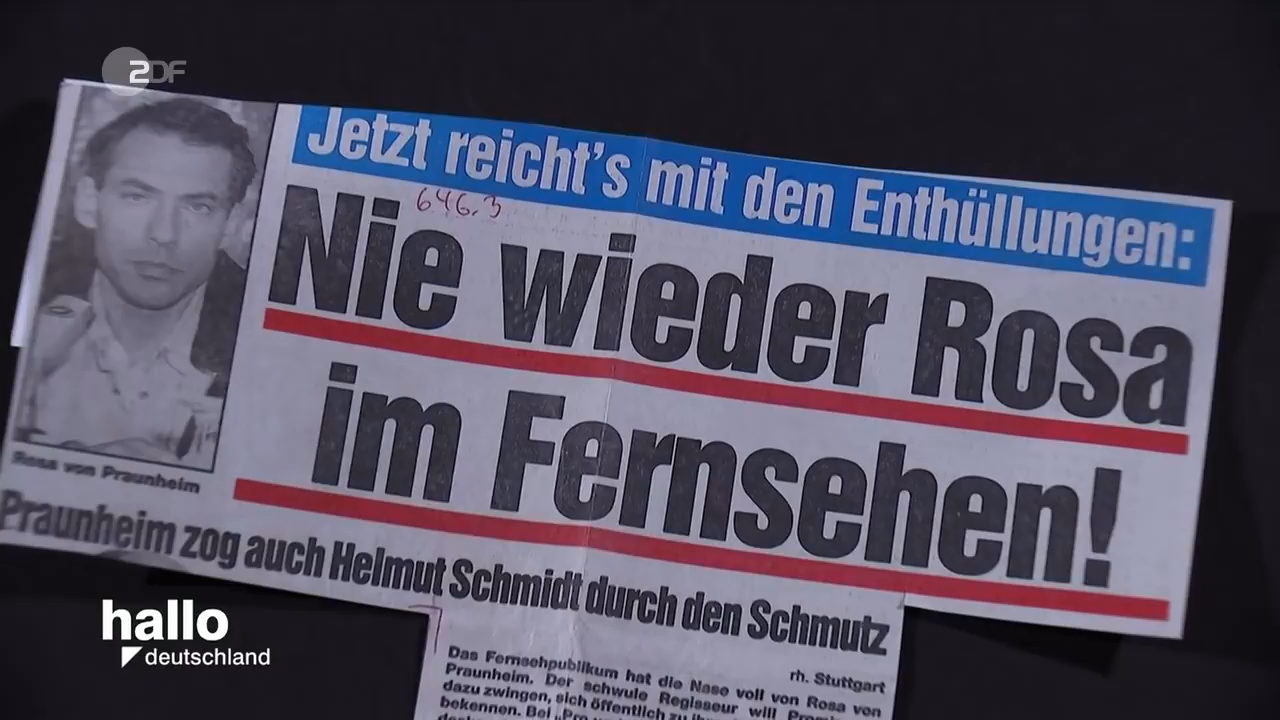 ZDF
Jetzt reicht's mit den Enthüllungen:
646.3
Nie wieder Rosa
im Fernsehen!
Rosa von Praunheim
Praunheim zog auch Helmut Schmidt durch den Schmutz
rh. Stuttgart
Das Fernsehpublikum hat die Nase voll von Rosa von
Praunheim. Der schwule Regisseur will
dazu zwingen, sich öffentlich zu
bekennen. Bei
hallo
deutschland